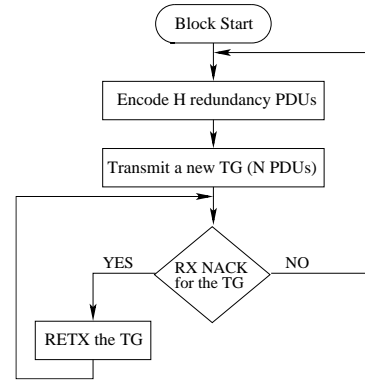 Block Start
Encode H redundancy PDUs
Transmit a new TG (N PDUs)
YES
RX NACK
for the TG
NO
RETX the TG